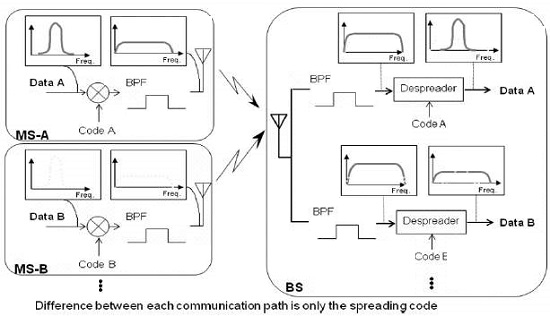 Freq.
Freq.
Data A
BPF
Code A
MS-A
Freq.
Freq.
Data B
BPF
Code B
MS-B
Freq.
Freq.
BPF
Despreader
Data A
Code A
Freq.
Freq.
BPF
Despreader
Data B
Code E
BS
Difference between each communication path is only the spreading code